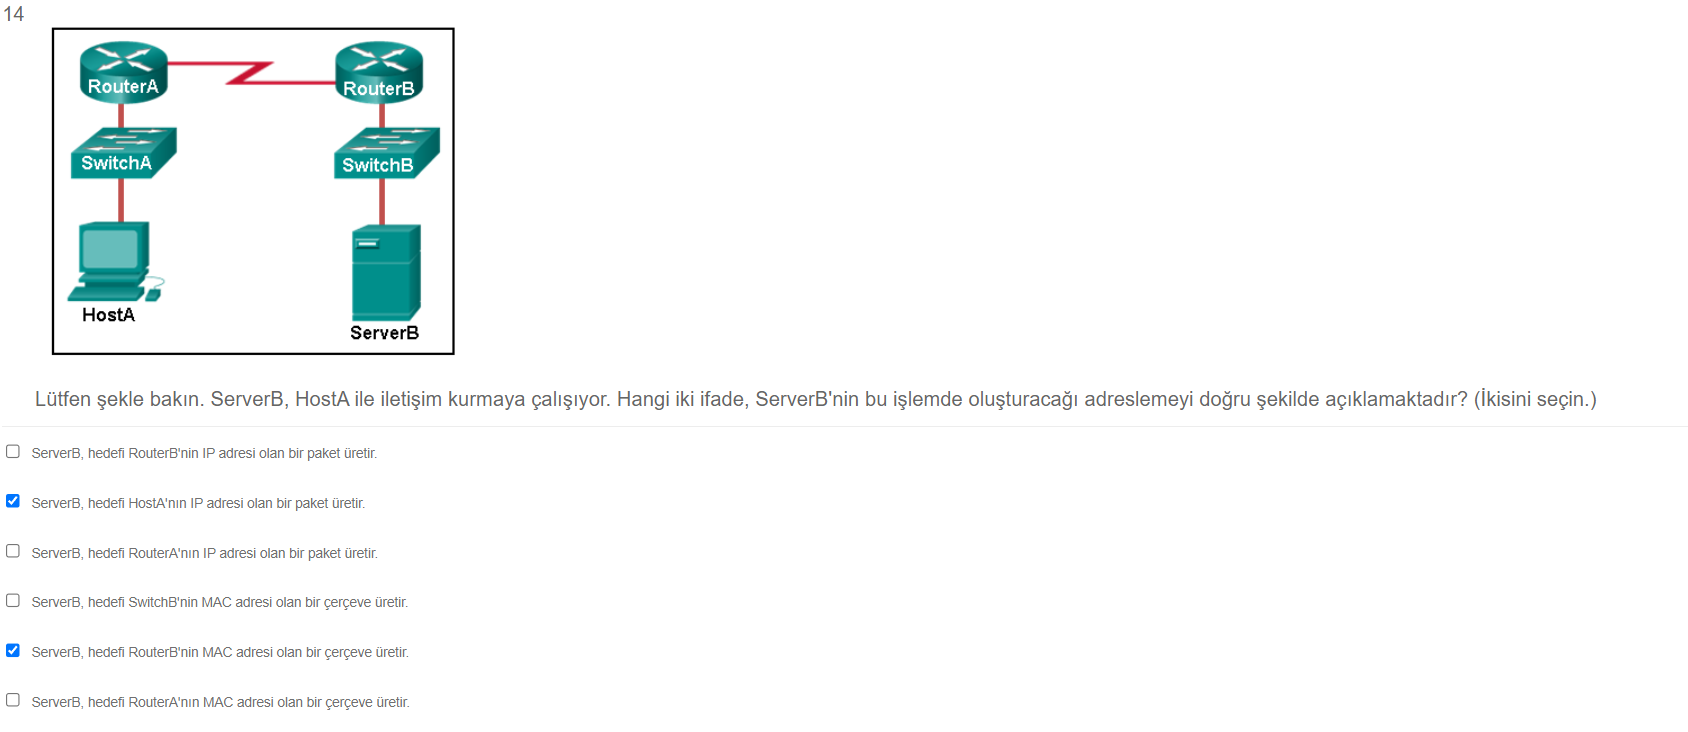 14
RouterA
RouterB
SwitchA
SwitchB
HostA
ServerB
Lütfen şekle bakın. ServerB, HostA ile iletişim kurmaya çalışıyor. Hangi iki ifade, ServerB'nin bu işlemde oluşturacağı adreslemeyi doğru şekilde açıklamaktadır? (İkisini seçin.)
ServerB, hedefi RouterB'nin IP adresi olan bir paket üretir.
ServerB, hedefi HostA'nın IP adresi olan bir paket üretir.
ServerB, hedefi RouterA'nın IP adresi olan bir paket üretir.
ServerB, hedefi SwitchB'nin MAC adresi olan bir çerçeve üretir.
ServerB, hedefi RouterB'nin MAC adresi olan bir çerçeve üretir.
ServerB, hedefi RouterA'nın MAC adresi olan bir çerçeve üretir.